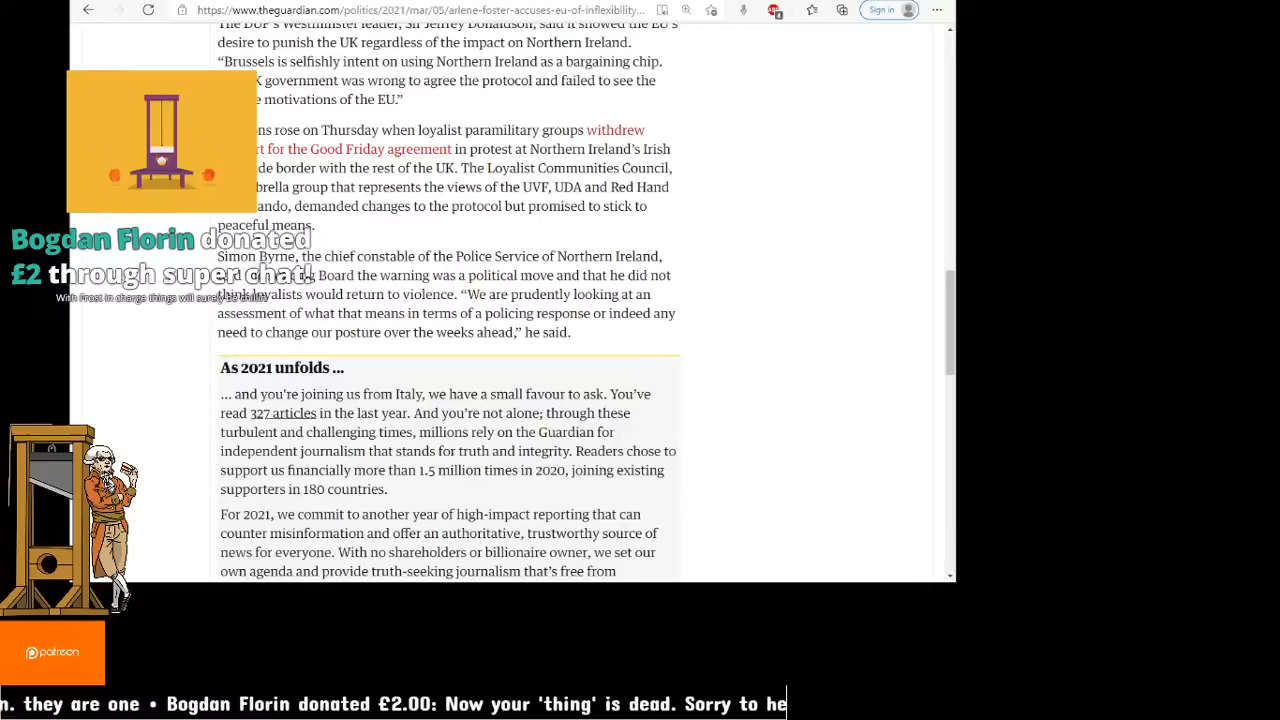 https://www.theguardian.com/politics/2021/mar/05/arlene-foster-accuses-eu-of-inflexibility...
Sign in
The DUP's Westminster leader, Sir Jeffrey Donaldson, said it showed the EU's
desire to punish the UK regardless of the impact on Northern Ireland.
“Brussels is selfishly intent on using Northern Ireland as a bargaining chip.
K government was wrong to agree the protocol and failed to see the
motivations of the EU.”
ons rose on Thursday when loyalist paramilitary groups withdrew
rt for the Good Friday agreement in protest at Northern Ireland's Irish
de border with the rest of the UK. The Loyalist Communities Council,
brella group that represents the views of the UVF, UDA and Red Hand
ando, demanded changes to the protocol but promised to stick to
peaceful means.
Bogdan Florin donated
£2 through super chat!
With Frost in charge things will surely be
Simon Byrne, the chief constable of the Police Service of Northern Ireland,
Board the warning was a political move and that he did not
think loyalists would return to violence. “We are prudently looking at an
assessment of what that means in terms of a policing response or indeed any
need to change our posture over the weeks ahead,” he said.
As 2021 unfolds ...
... and you're joining us from Italy, we have a small favour to ask. You've
read 327 articles in the last year. And you're not alone; through these
turbulent and challenging times, millions rely on the Guardian for
independent journalism that stands for truth and integrity. Readers chose to
support us financially more than 1.5 million times in 2020, joining existing
supporters in 180 countries.
For 2021, we commit to another year of high-impact reporting that can
counter misinformation and offer an authoritative, trustworthy source of
news for everyone. With no shareholders or billionaire owner, we set our
own agenda and provide truth-seeking journalism that's free from
patreon
n. they are one • Bogdan Florin donated £2.00: Now your 'thing' is dead. Sorry to he